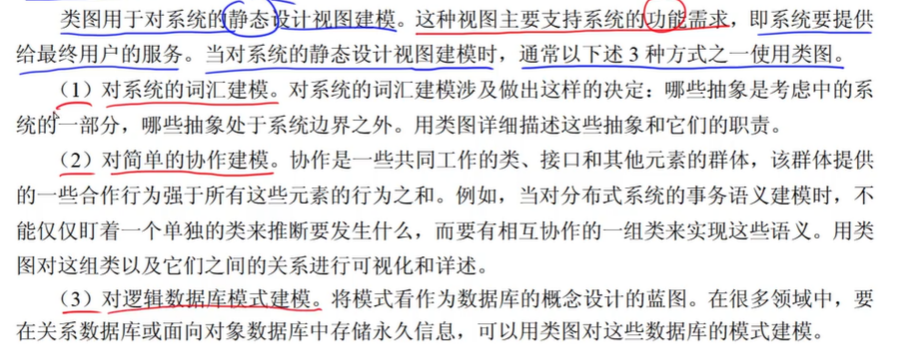 类图用于对系统的静态设计视图建模。这种视图主要支持系统的功能需求，即系统要提供
给最终用户的服务。当对系统的静态设计视图建模时，通常以下述 3 种方式之一使用类图。
（1）对系统的词汇建模。对系统的词汇建模涉及做出这样的决定：哪些抽象是考虑中的系
统的一部分，哪些抽象处于系统边界之外。用类图详细描述这些抽象和它们的职责。
（2）对简单的协作建模。协作是一些共同工作的类、接口和其他元素的群体，该群体提供
的一些合作行为强于所有这些元素的行为之和。例如，当对分布式系统的事务语义建模时，不
能仅仅盯着一个单独的类来推断要发生什么，而要有相互协作的一组类来实现这些语义。用类
图对这组类以及它们之间的关系进行可视化和详述。
（3）对逻辑数据库模式建模。将模式看作为数据库的概念设计的蓝图。在很多领域中，要
在关系数据库或面向对象数据库中存储永久信息，可以用类图对这些数据库的模式建模。